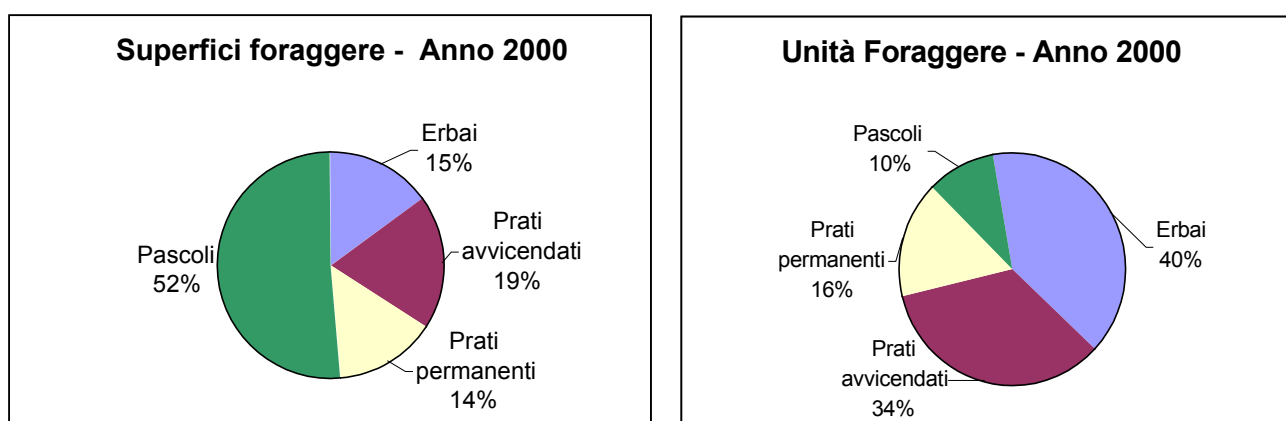 Superfici foraggere - Anno 2000
Erbai
15%
Prati
avvicendati
19%
Prati
permanenti
14%
Pascoli
52%
Unità Foraggere - Anno 2000
Pascoli
10%
Erbai
40%
Prati
permanenti
16%
Prati
avvicendati
34%